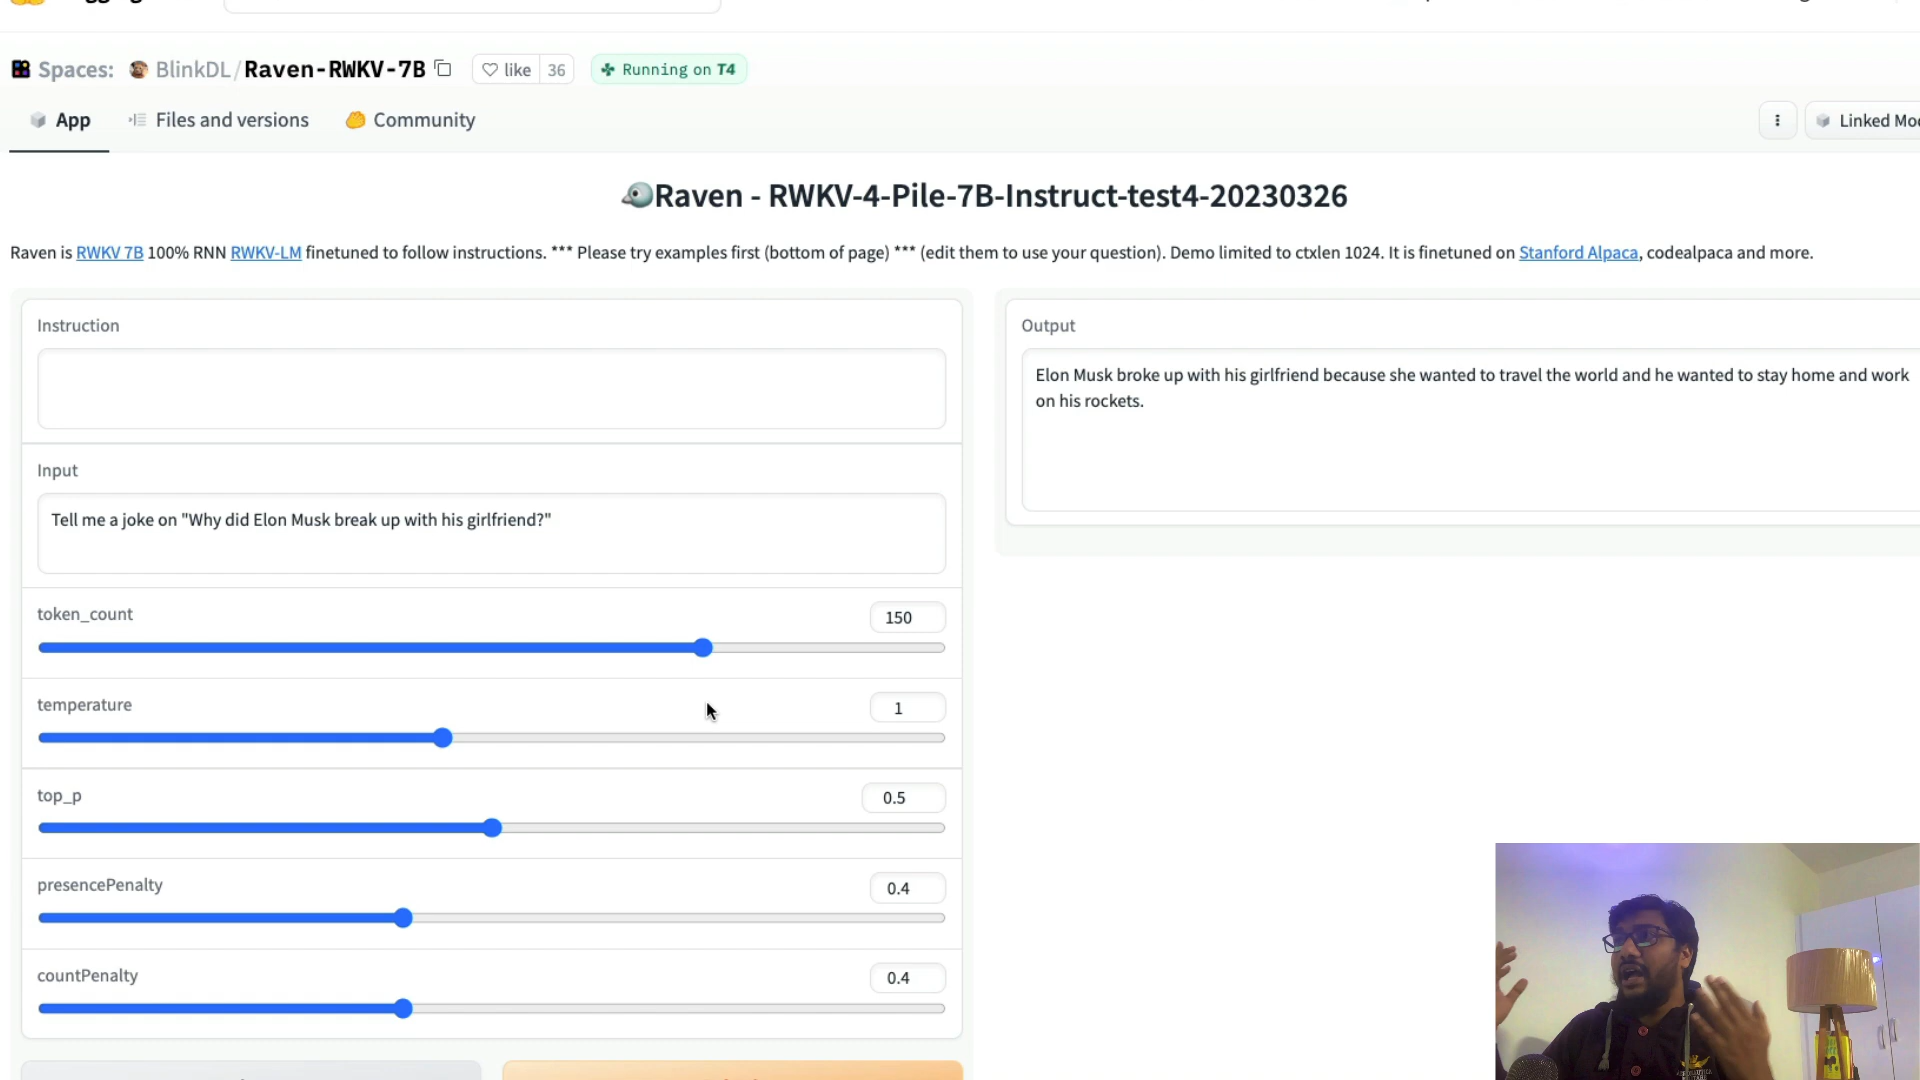 Spaces: BlinkDL/Raven-RWKV-7B like 36 Running on T4
App Files and versions Community Linked
Raven - RWKV-4-Pile-7B-Instruct-test4-20230326
Raven is RWKV 7B 100% RNN RWKV-LM finetuned to follow instructions. *** Please try examples first (bottom of page) *** (edit them to use your question). Demo limited to ctxlen 1024. It is finetuned on Stanford Alpaca, codealpaca and more.
Instruction
Input
Tell me a joke on "Why did Elon Musk break up with his girlfriend?"
token_count 150
temperature 1
top_p 0.5
presencePenalty 0.4
countPenalty 0.4
Output
Elon Musk broke up with his girlfriend because she wanted to travel the world and he wanted to stay home and work
on his rockets.